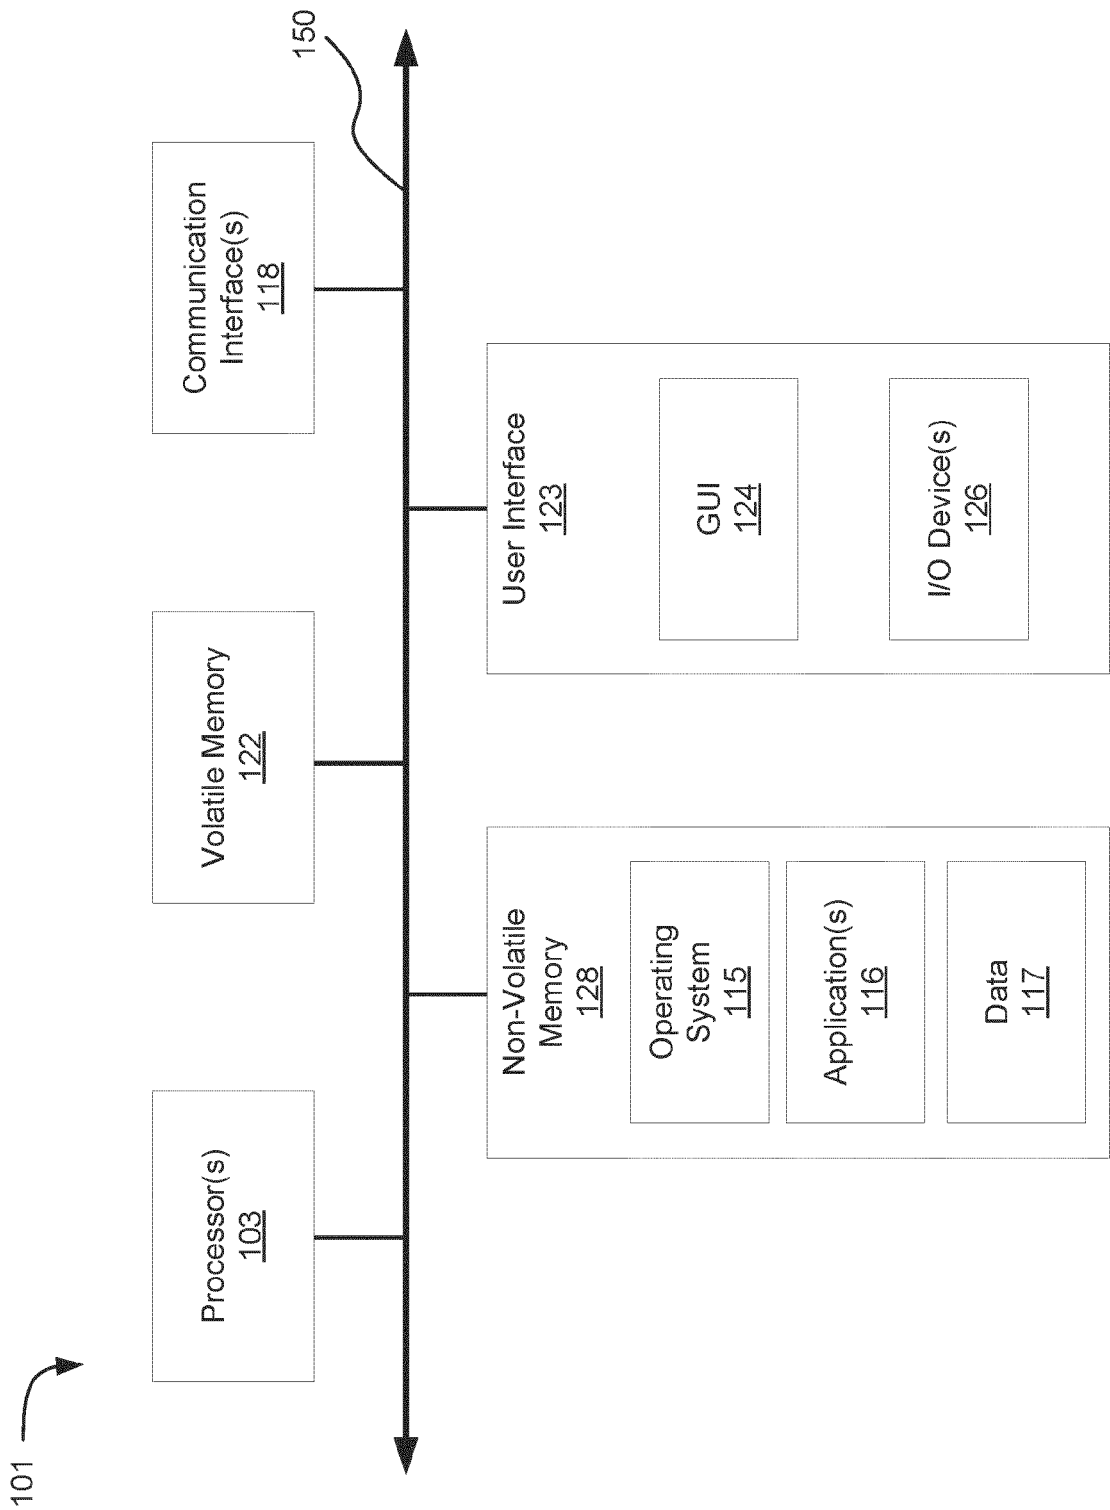 101
Processor(s)
103
Volatile Memory
122
Communication
Interface(s)
118
150
Non-Volatile
Memory
128
Operating
System
115
Application(s)
116
Data
117
User Interface
123
GUI
124
I/O Device(s)
126